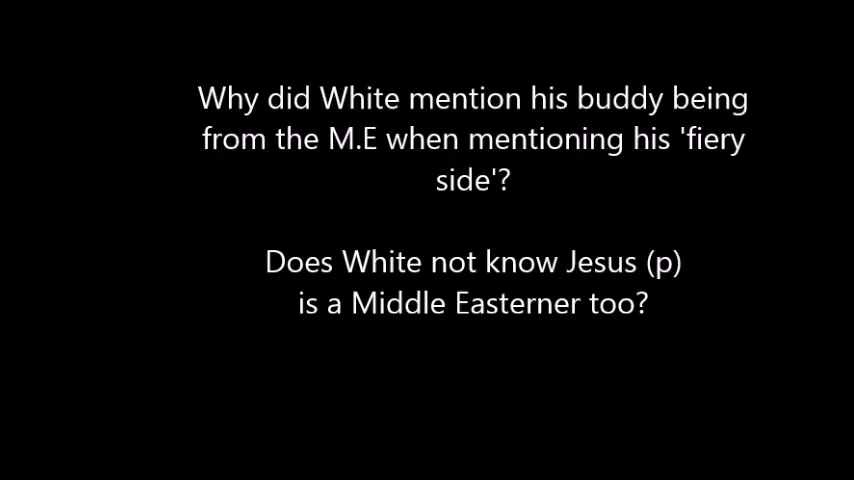 Why did White mention his buddy being
from the M.E when mentioning his 'fiery
side'?
Does White not know Jesus (p)
is a Middle Easterner too?